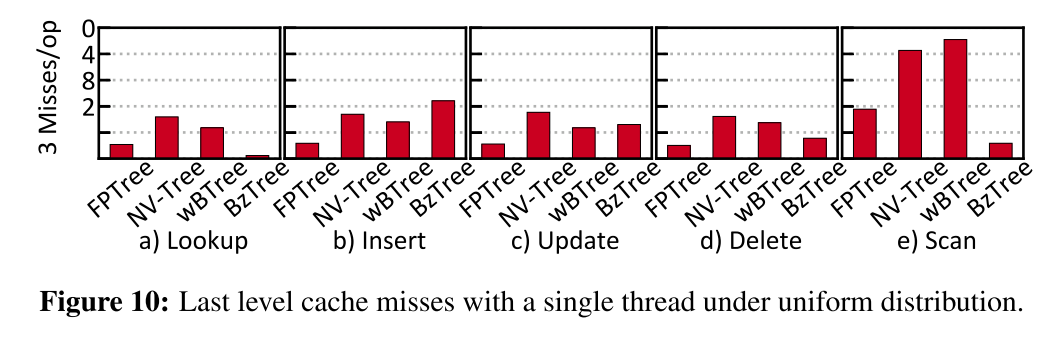 3 Misses/op
0
4
8
2
FPTree NV-Tree wBTree BzTree FPTree NV-Tree wBTree BzTree FPTree NV-Tree wBTree BzTree FPTree NV-Tree wBTree BzTree FPTree NV-Tree wBTree BzTree
a) Lookup b) Insert c) Update d) Delete e) Scan
Figure 10: Last level cache misses with a single thread under uniform distribution.